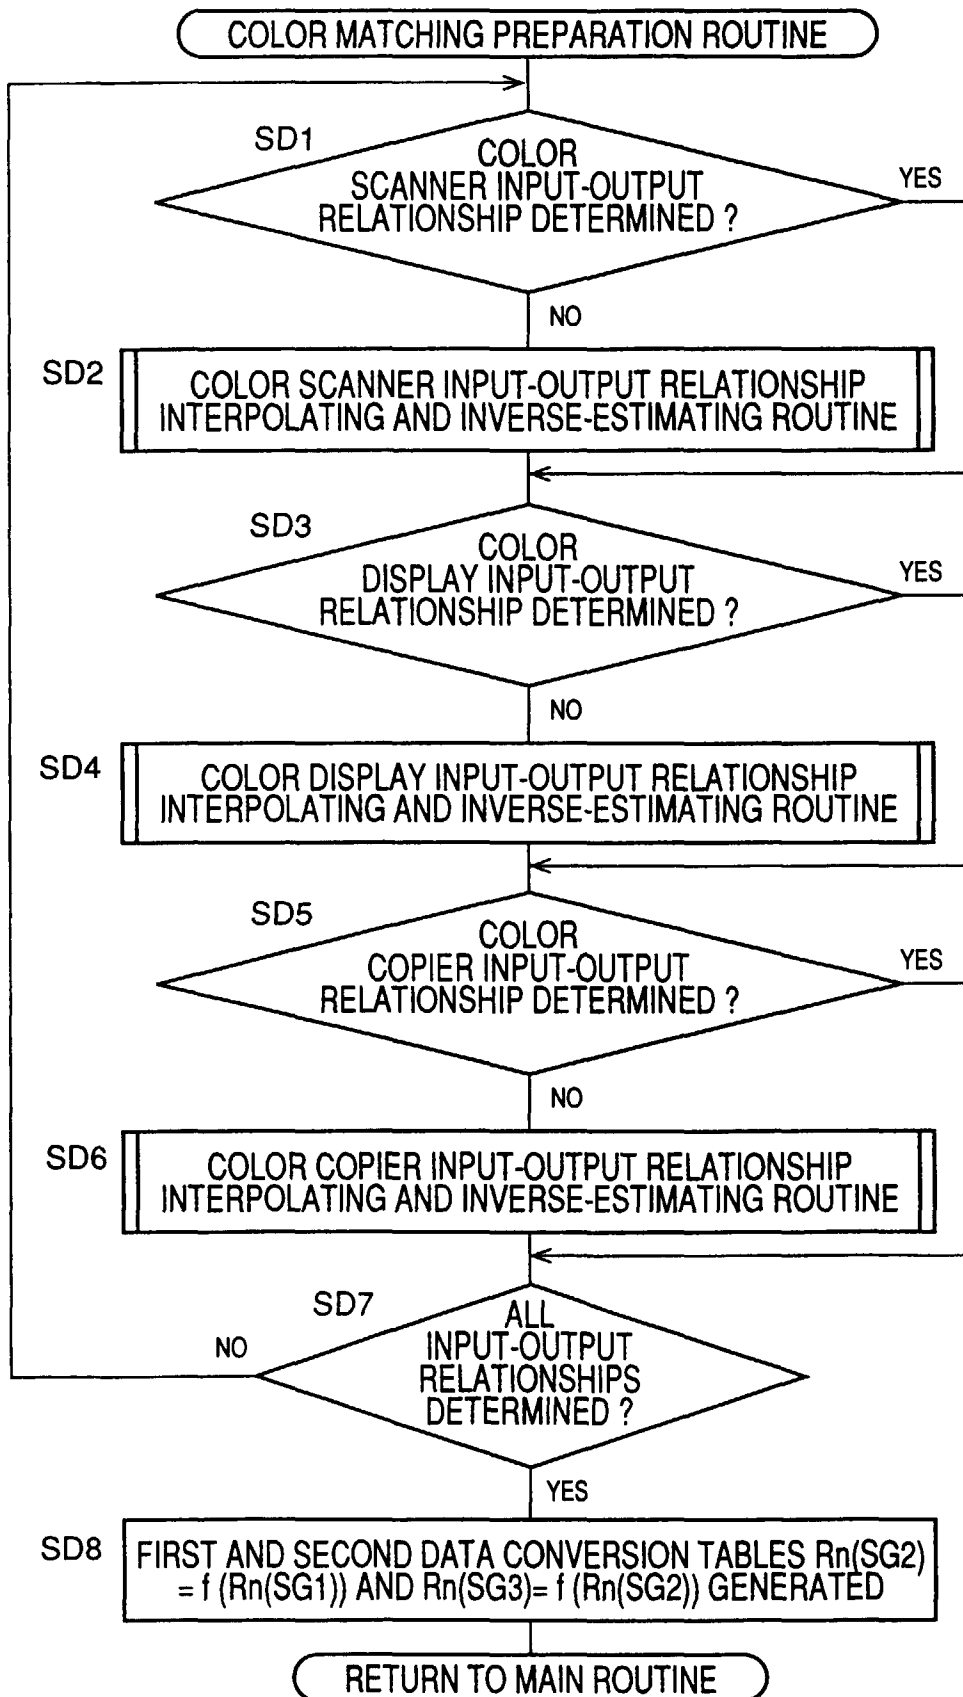 COLOR MATCHING PREPARATION ROUTINE
SD1
COLOR
SCANNER INPUT-OUTPUT
RELATIONSHIP DETERMINED ?
YES
NO
SD2
COLOR SCANNER INPUT-OUTPUT RELATIONSHIP
INTERPOLATING AND INVERSE-ESTIMATING ROUTINE
SD3
COLOR
DISPLAY INPUT-OUTPUT
RELATIONSHIP DETERMINED ?
YES
NO
SD4
COLOR DISPLAY INPUT-OUTPUT RELATIONSHIP
INTERPOLATING AND INVERSE-ESTIMATING ROUTINE
SD5
COLOR
COPIER INPUT-OUTPUT
RELATIONSHIP DETERMINED ?
YES
NO
SD6
COLOR COPIER INPUT-OUTPUT RELATIONSHIP
INTERPOLATING AND INVERSE-ESTIMATING ROUTINE
SD7
ALL
INPUT-OUTPUT
RELATIONSHIPS
DETERMINED ?
NO
YES
SD8
FIRST AND SECOND DATA CONVERSION TABLES Rn(SG2)
= f (Rn(SG1)) AND Rn(SG3)= f (Rn(SG2)) GENERATED
RETURN TO MAIN ROUTINE